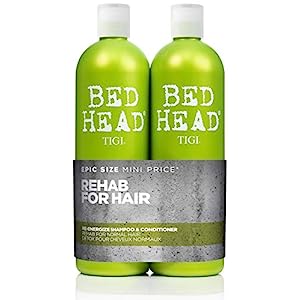 BED
HEAD
TIGI
BED
HEAD
TIGI
EPIC SIZE MINI PRICE*
REHAB
FOR HAIR
RE-ENERGIZE SHAMPOO & CONDITIONER
REHAB FOR NORMAL HAIR
DETOX POUR CHEVEUX NORMAUX